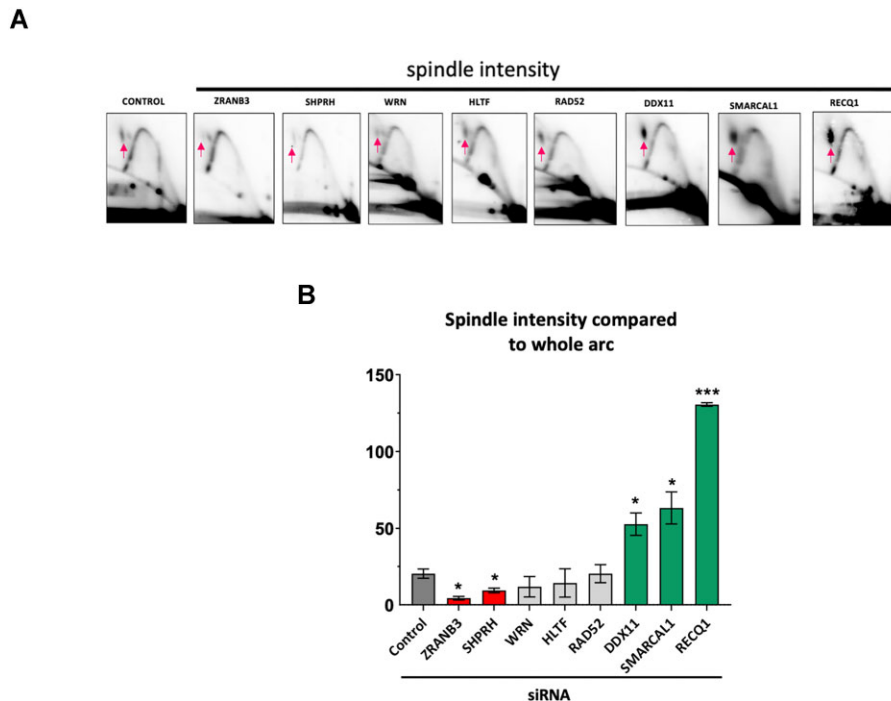 A
spindle intensity
CONTROL ZRANB3 SHPRH WRN HLTF RAD52 DDX11 SMARCAL1 RECQ1
B
Spindle intensity compared
to whole arc
150
100
50
0
* * * * ***
Control ZRANB3 SHPRH WRN HLTF RAD52 DDX11 SMARCAL1 RECQ1
siRNA